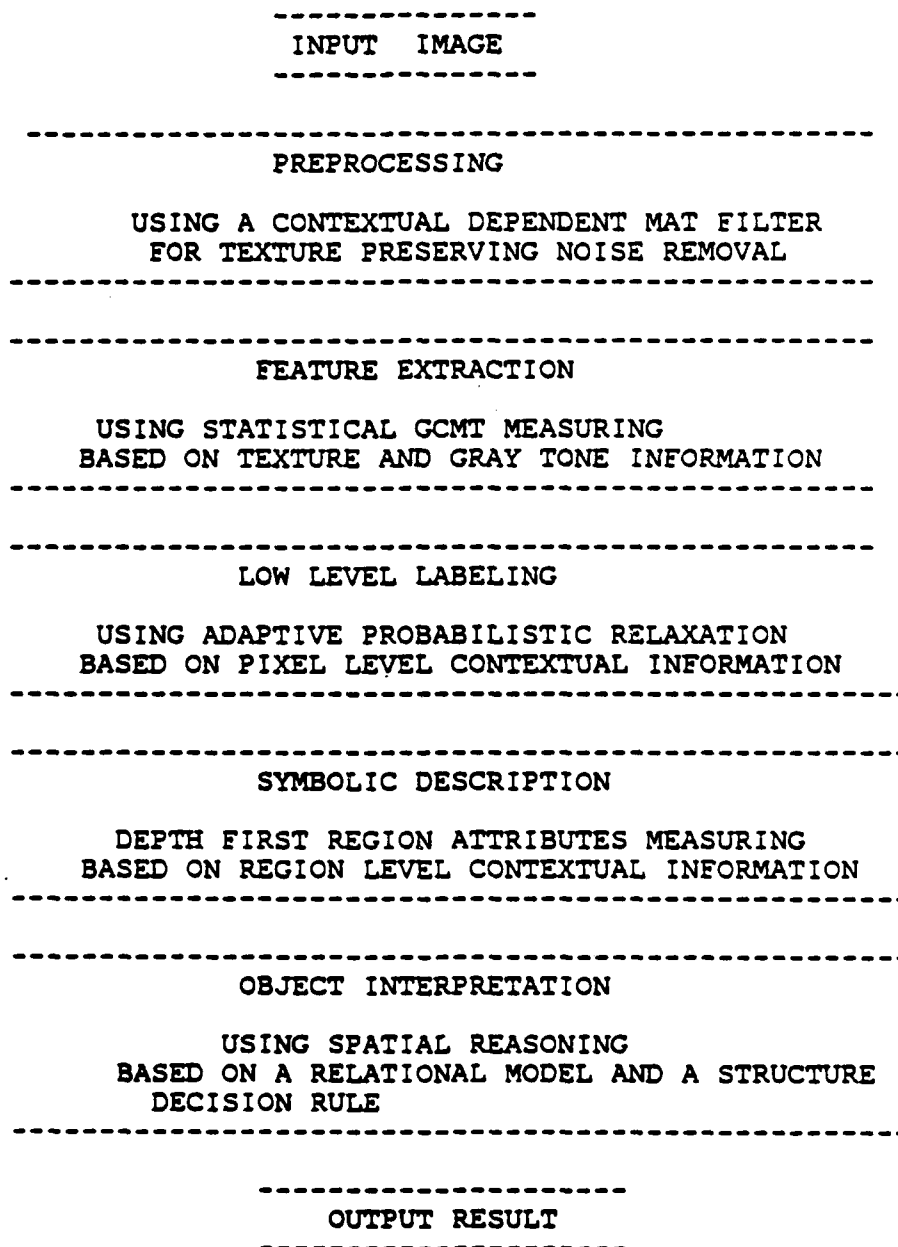 INPUT IMAGE
PREPROCESSING
USING A CONTEXTUAL DEPENDENT MAT FILTER
FOR TEXTURE PRESERVING NOISE REMOVAL
FEATURE EXTRACTION
USING STATISTICAL GCMT MEASURING
BASED ON TEXTURE AND GRAY TONE INFORMATION
LOW LEVEL LABELING
USING ADAPTIVE PROBABILISTIC RELAXATION
BASED ON PIXEL LEVEL CONTEXTUAL INFORMATION
SYMBOLIC DESCRIPTION
DEPTH FIRST REGION ATTRIBUTES MEASURING
BASED ON REGION LEVEL CONTEXTUAL INFORMATION
OBJECT INTERPRETATION
USING SPATIAL REASONING
BASED ON A RELATIONAL MODEL AND A STRUCTURE
DECISION RULE
OUTPUT RESULT